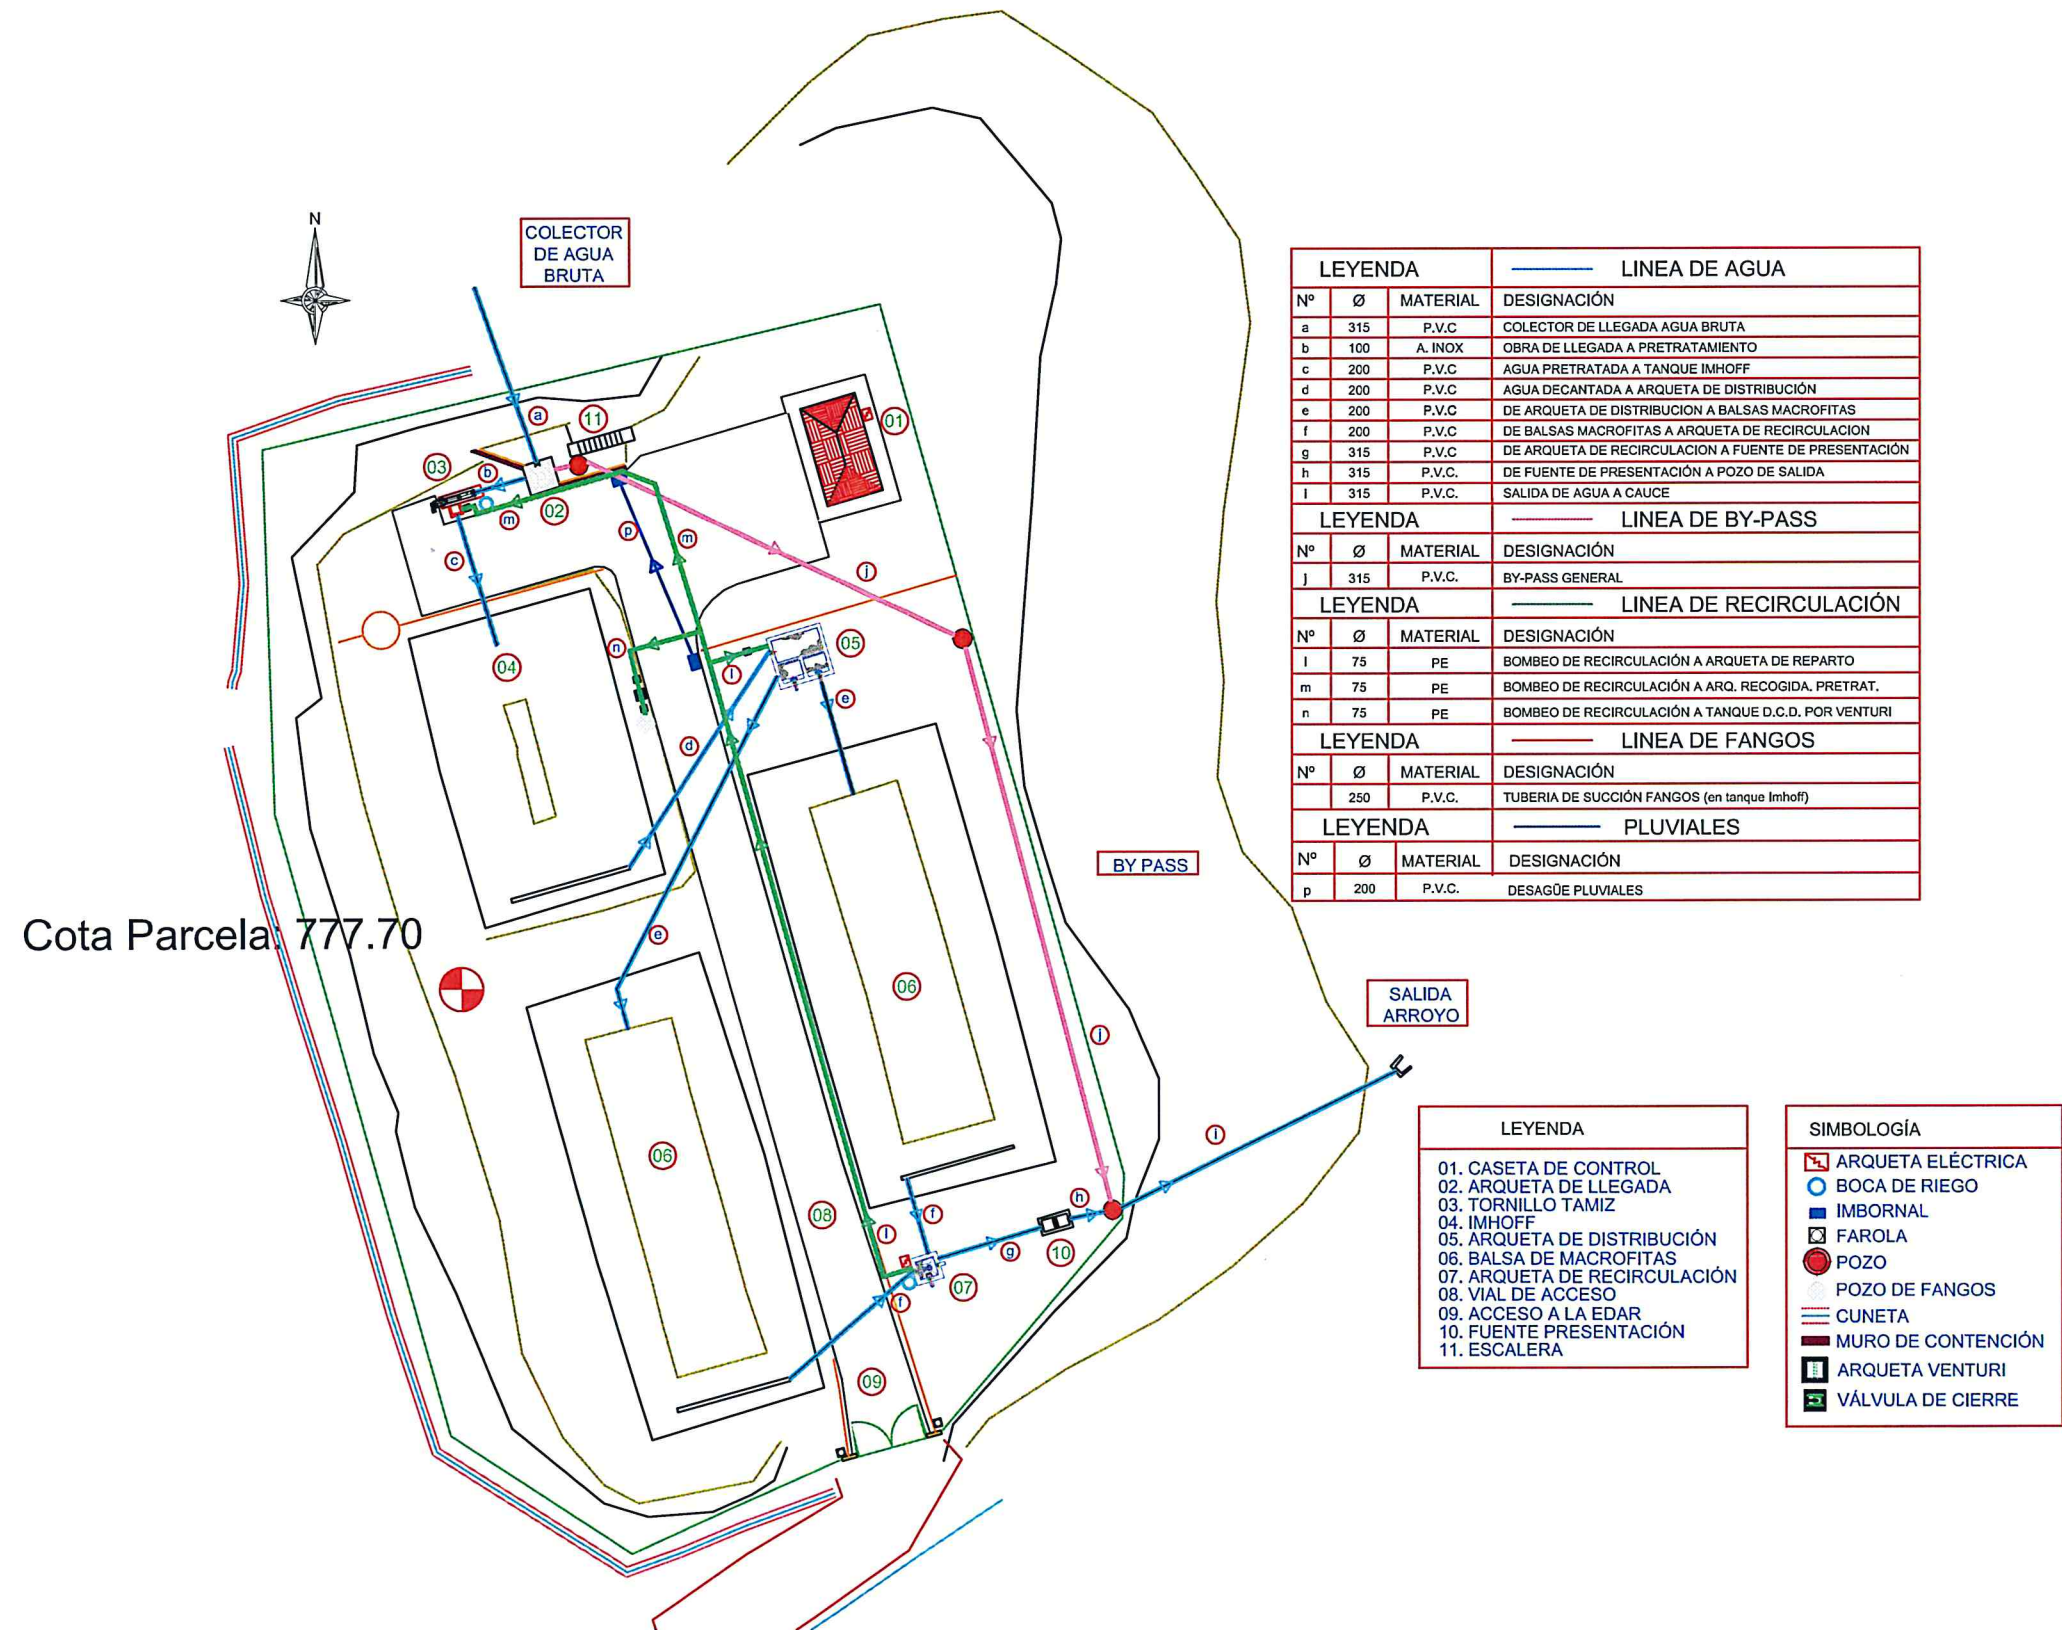 N
COLECTOR
DE AGUA
BRUTA
a
11
01
03
b
02
m
p
m
c
j
n
05
04
l
e
d
e
BY PASS
Cota Parcela: 777.70
06
j
06
SALIDA
ARROYO
i
08
h
f
l
g
10
07
f
09
LEYENDA LINEA DE AGUA
Nº Ø MATERIAL DESIGNACIÓN
a 315 P.V.C COLECTOR DE LLEGADA AGUA BRUTA
b 100 A. INOX OBRA DE LLEGADA A PRETRATAMIENTO
c 200 P.V.C AGUA PRETRATADA A TANQUE IMHOFF
d 200 P.V.C AGUA DECANTADA A ARQUETA DE DISTRIBUCIÓN
e 200 P.V.C DE ARQUETA DE DISTRIBUCION A BALSAS MACROFITAS
f 200 P.V.C DE BALSAS MACROFITAS A ARQUETA DE RECIRCULACION
g 315 P.V.C DE ARQUETA DE RECIRCULACION A FUENTE DE PRESENTACIÓN
h 315 P.V.C. DE FUENTE DE PRESENTACIÓN A POZO DE SALIDA
I 315 P.V.C. SALIDA DE AGUA A CAUCE
LEYENDA LINEA DE BY-PASS
Nº Ø MATERIAL DESIGNACIÓN
j 315 P.V.C. BY-PASS GENERAL
LEYENDA LINEA DE RECIRCULACIÓN
Nº Ø MATERIAL DESIGNACIÓN
l 75 PE BOMBEO DE RECIRCULACIÓN A ARQUETA DE REPARTO
m 75 PE BOMBEO DE RECIRCULACIÓN A ARQ. RECOGIDA. PRETRAT.
n 75 PE BOMBEO DE RECIRCULACIÓN A TANQUE D.C.D. POR VENTURI
LEYENDA LINEA DE FANGOS
Nº Ø MATERIAL DESIGNACIÓN
250 P.V.C. TUBERIA DE SUCCIÓN FANGOS (en tanque Imhoff)
LEYENDA PLUVIALES
Nº Ø MATERIAL DESIGNACIÓN
p 200 P.V.C. DESAGÜE PLUVIALES
LEYENDA
01. CASETA DE CONTROL
02. ARQUETA DE LLEGADA
03. TORNILLO TAMIZ
04. IMHOFF
05. ARQUETA DE DISTRIBUCIÓN
06. BALSA DE MACROFITAS
07. ARQUETA DE RECIRCULACIÓN
08. VIAL DE ACCESO
09. ACCESO A LA EDAR
10. FUENTE PRESENTACIÓN
11. ESCALERA
SIMBOLOGÍA
ARQUETA ELÉCTRICA
BOCA DE RIEGO
IMBORNAL
FAROLA
POZO
POZO DE FANGOS
CUNETA
MURO DE CONTENCIÓN
ARQUETA VENTURI
VÁLVULA DE CIERRE